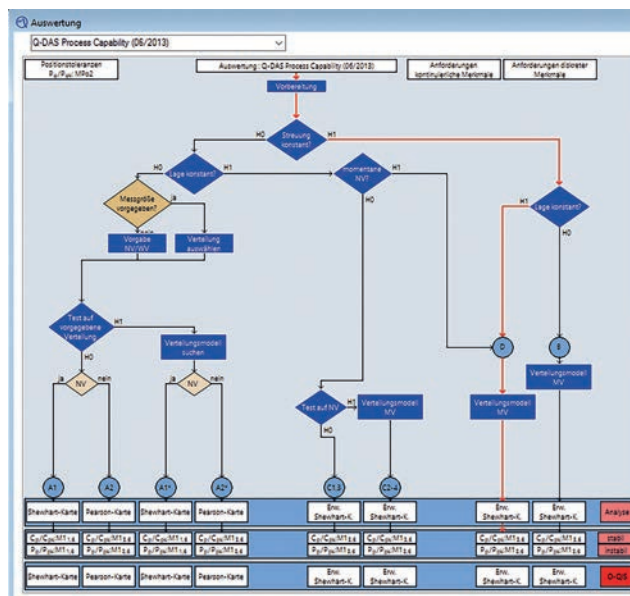 Auswertung
Q-DAS Process Capability (06/2013)
Positionstoleranzen
Auswertung : Q-DAS Process Capability (06/2013)
Anforderungen
kontinuierliche Merkmale
Anforderungen diskreter
Merkmale
Vorbereitung
Streuung
konstant?
H0
H1
Lage konstant?
H0
H1
momentane
NV?
H1
H0
Messgröße
vorgegeben?
ja
nein
Lage konstant?
H1
H0
Vorgabe
NV/WV
Verteilung
auswählen
Test auf
vorgegebene
Verteilung
H1
H0
Verteilungsmodell
suchen
D
E
NV
ja
nein
NV
ja
nein
Verteilungsmodell
MV
Test auf NV
H1
H0
Verteilungsmodell
MV
Verteilungsmodell
MV
A1
A2
A1*
A2*
C1,3
C2-4
Shewhart-Karte
Pearson-Karte
Shewhart-Karte
Pearson-Karte
Erw.
Shewhart-K.
Erw.
Shewhart-K.
Erw.
Shewhart-K.
Erw.
Shewhart-K.
Analyse
stabil
instabil
Shewhart-Karte
Pearson-Karte
Shewhart-Karte
Pearson-Karte
Erw.
Shewhart-K.
Erw.
Shewhart-K.
Erw.
Shewhart-K.
Erw.
Shewhart-K.
O-QIS